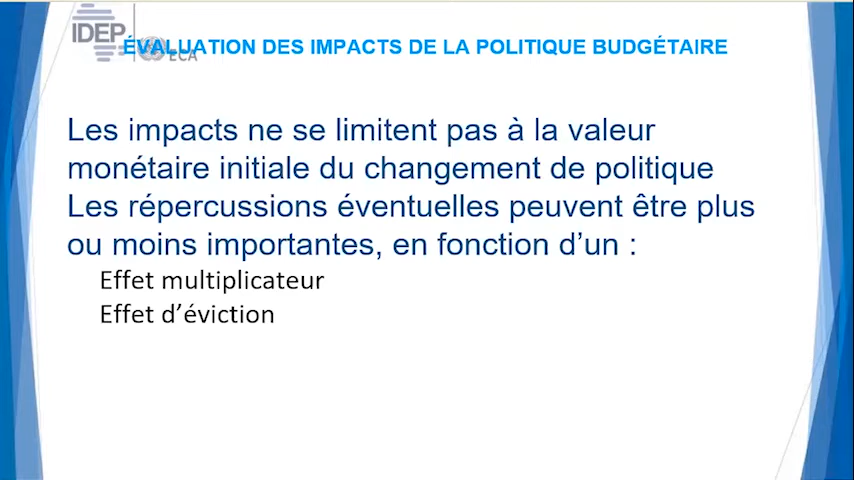 IDEP
ECA
ÉVALUATION DES IMPACTS DE LA POLITIQUE BUDGÉTAIRE
Les impacts ne se limitent pas à la valeur
monétaire initiale du changement de politique
Les répercussions éventuelles peuvent être plus
ou moins importantes, en fonction d’un :
Effet multiplicateur
Effet d’éviction